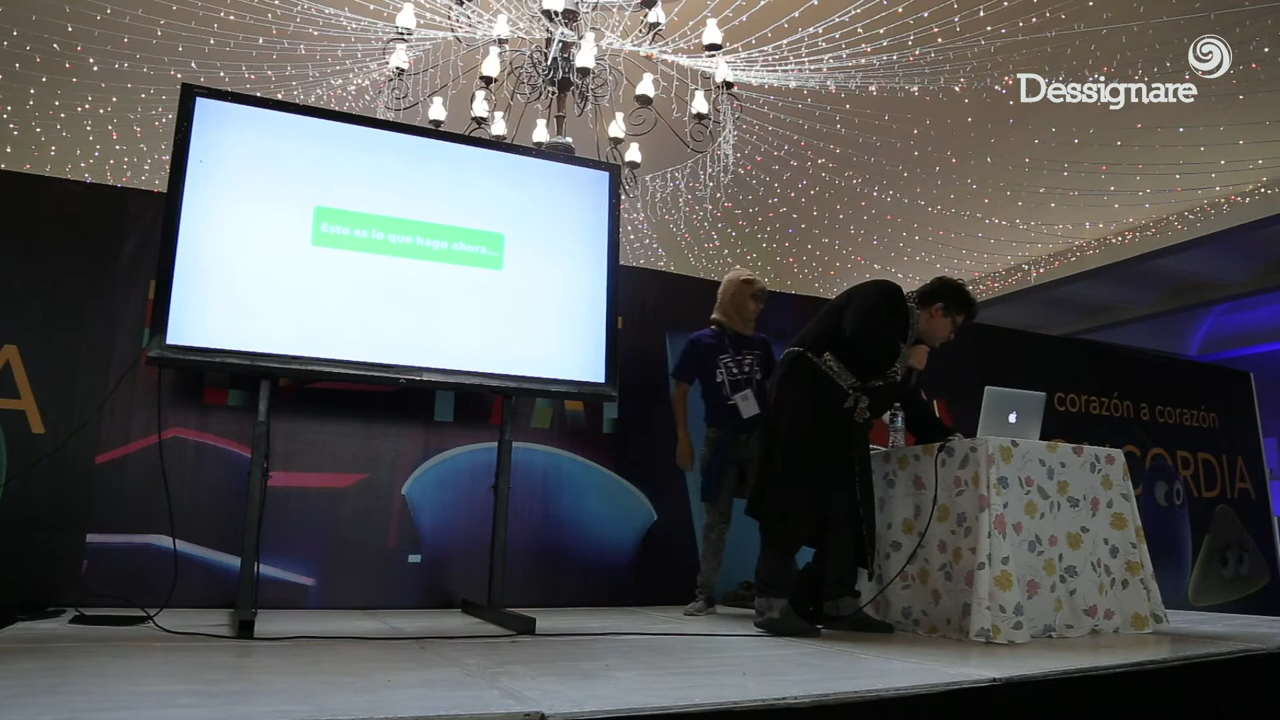 Dessignare
Esto es lo que hago ahora...
A
corazón a corazón
CORDIA